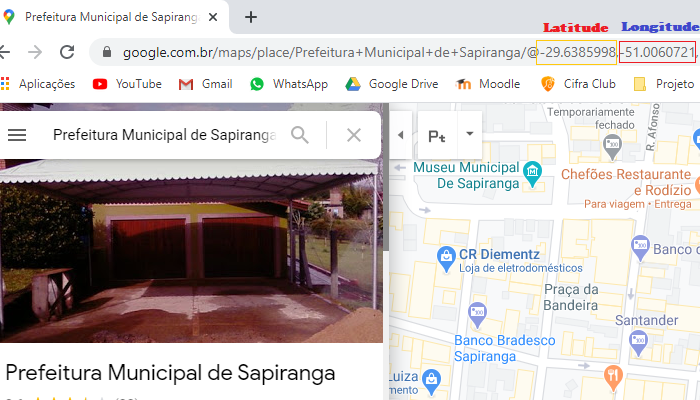 Prefeitura Municipal de Sapiranga
Latitude Longitude
google.com.br/maps/place/Prefeitura+Municipal+de+Sapiranga/@-29.6385998,-51.0060721,
Aplicações YouTube Gmail WhatsApp Google Drive Moodle Cifra Club Projeto
Prefeitura Municipal de Sapiranga
Temporariamente
fechado
R. Afonso
Museu Municipal
De Sapiranga
Chefões Restaurante
e Rodízio
Para viagem • Entrega
CR Diementz
Loja de eletrodomésticos
Banco
Praça da
Bandeira
Santander
Banco Bradesco
Sapiranga
Prefeitura Municipal de Sapiranga
Luiza